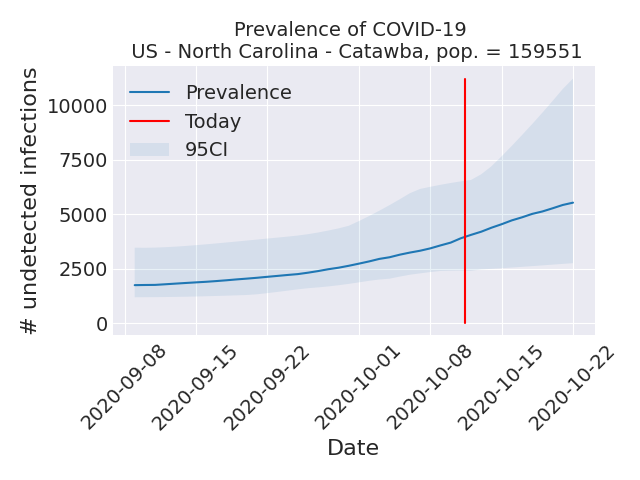 Prevalence of COVID-19
US - North Carolina - Catawba, pop. = 159551
# undetected infections
10000
7500
5000
2500
0
Prevalence
Today
95CI
2020-09-08
2020-09-15
2020-09-22
2020-10-01
2020-10-08
2020-10-15
2020-10-22
Date